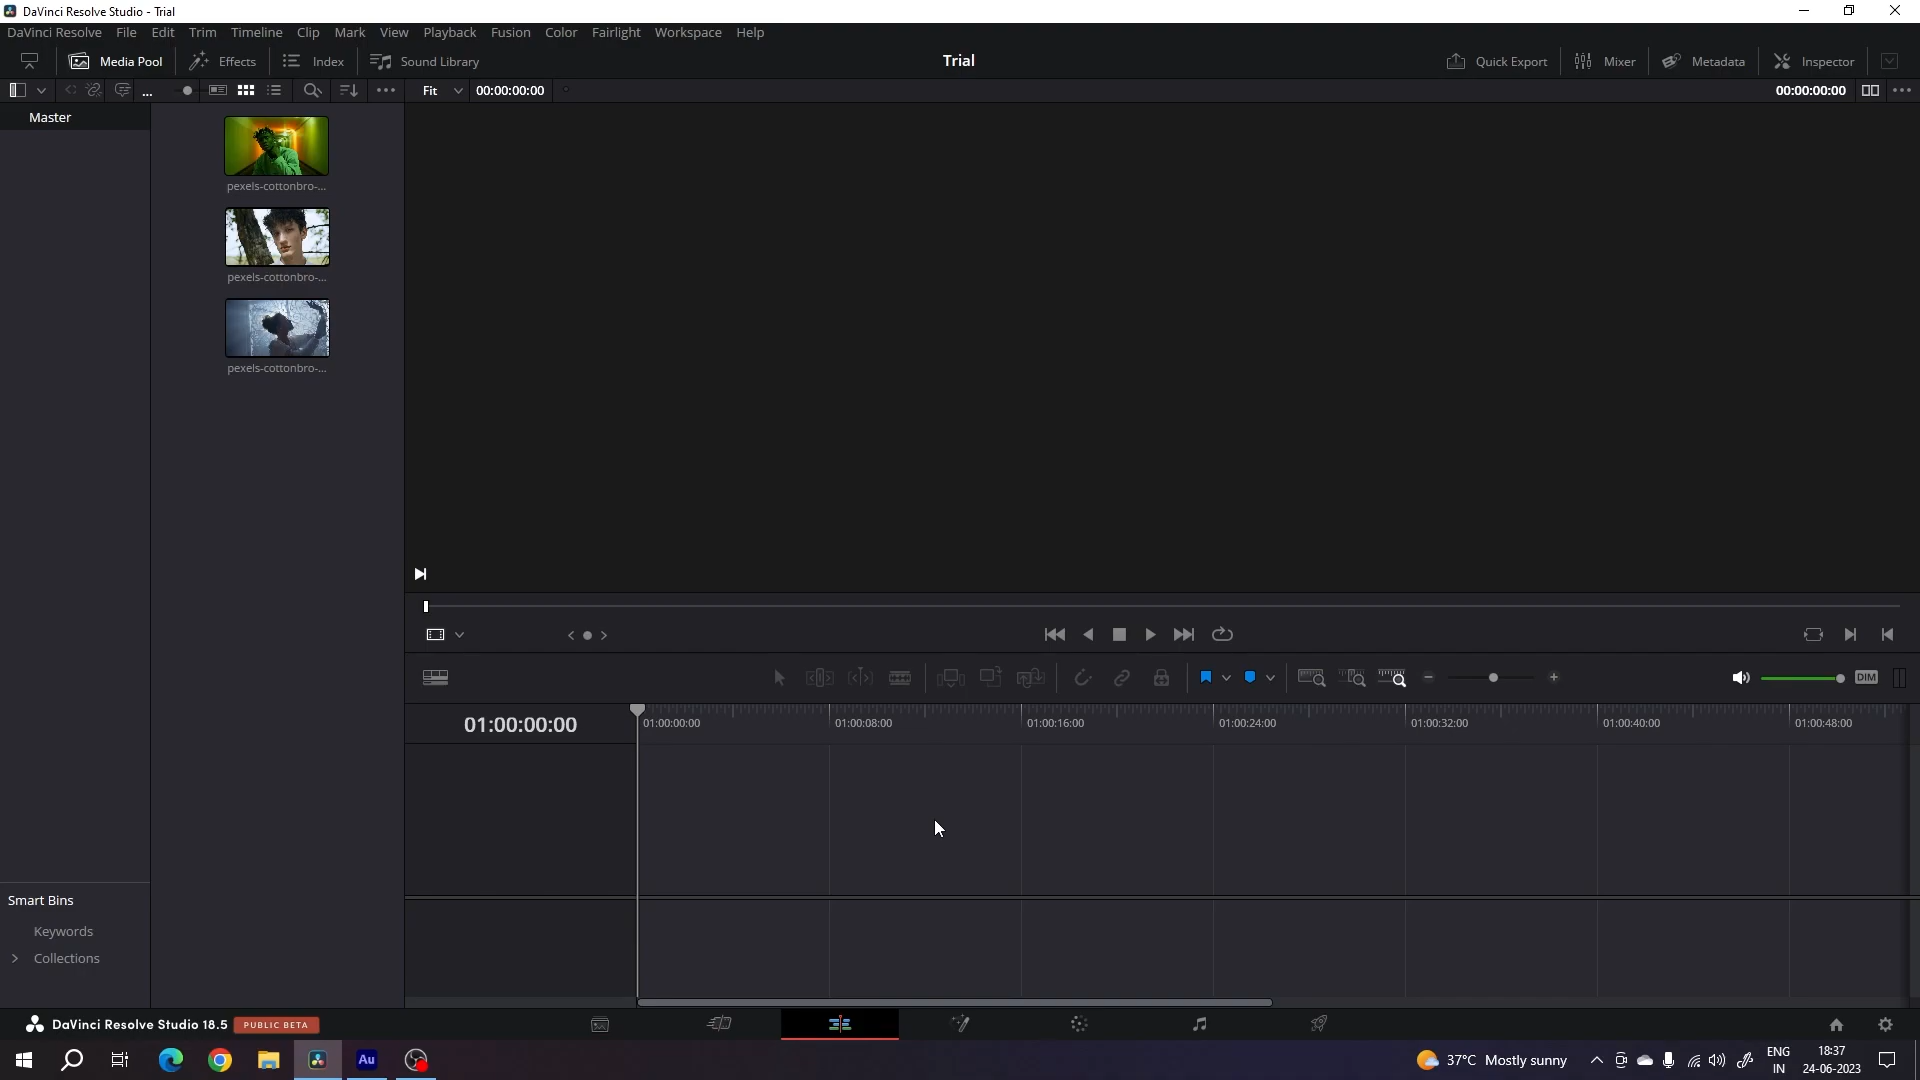 DaVinci Resolve Studio - Trial
DaVinci Resolve File Edit Trim Timeline Clip Mark View Playback Fusion Color Fairlight Workspace Help
Media Pool Effects Index Sound Library Trial Quick Export Mixer Metadata Inspector
... Fit 00:00:00:00 00:00:00:00
Master
pexels-cottonbro-...
pexels-cottonbro-...
pexels-cottonbro-...
DIM
01:00:00:00 01:00:00:00 01:00:08:00 01:00:16:00 01:00:24:00 01:00:32:00 01:00:40:00 01:00:48:00
Smart Bins
Keywords
Collections
DaVinci Resolve Studio 18.5 PUBLIC BETA
Au 37°C Mostly sunny ENG IN 18:37 24-06-2023